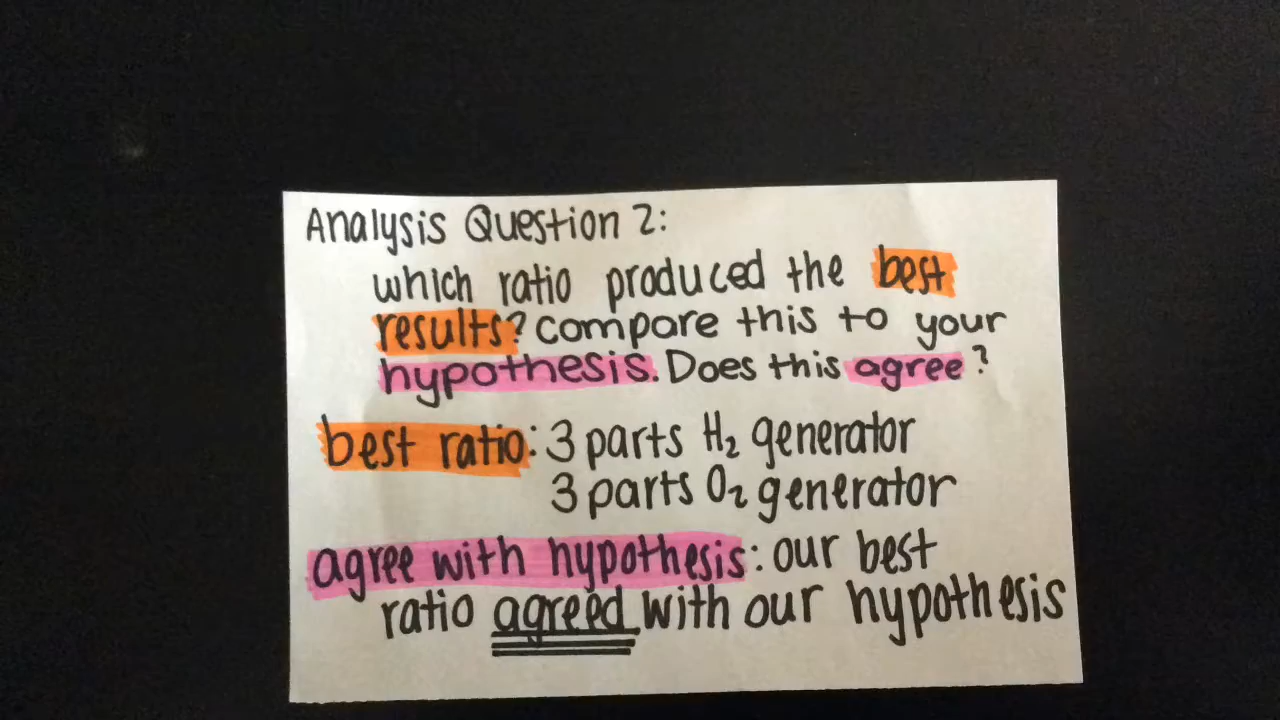 Analysis Question 2:
which ratio produced the best
results? Compare this to your
hypothesis. Does this agree?
best ratio: 3 parts H₂ generator
3 parts O₂ generator
agree with hypothesis: our best
ratio agreed with our hypothesis